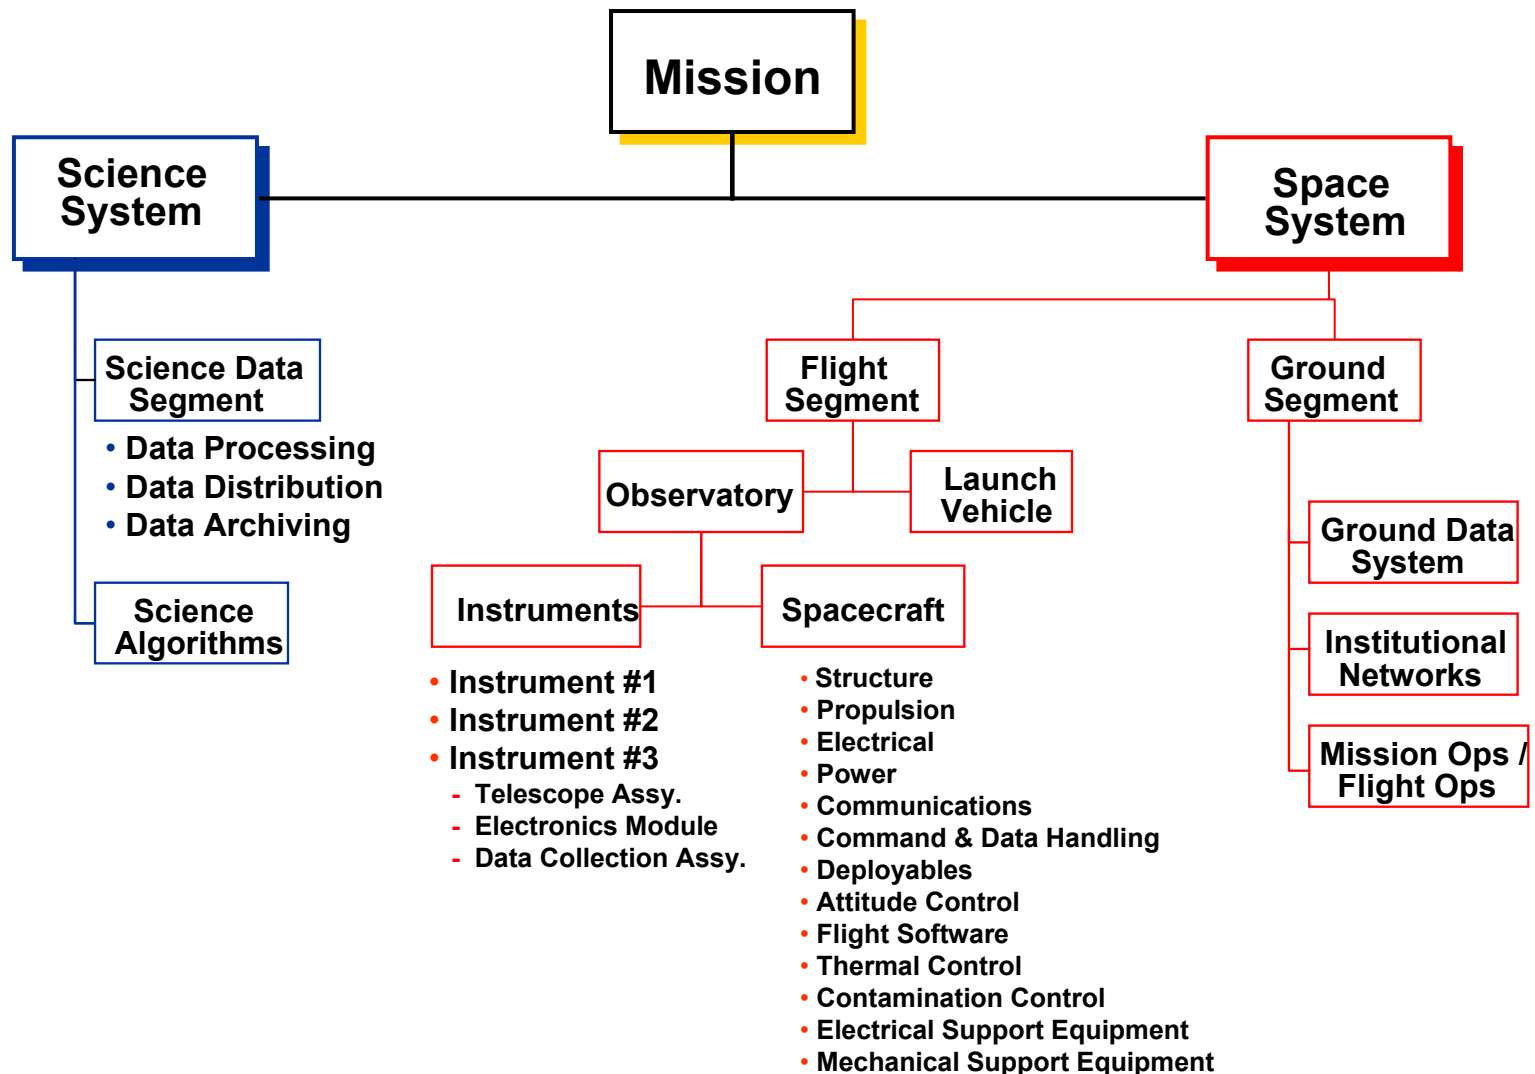 Mission
Science
System
Space
System
Science Data
Segment
• Data Processing
• Data Distribution
• Data Archiving
Science
Algorithms
Flight
Segment
Ground
Segment
Observatory
Launch
Vehicle
Instruments
Spacecraft
• Instrument #1
• Instrument #2
• Instrument #3
- Telescope Assy.
- Electronics Module
- Data Collection Assy.
• Structure
• Propulsion
• Electrical
• Power
• Communications
• Command & Data Handling
• Deployables
• Attitude Control
• Flight Software
• Thermal Control
• Contamination Control
• Electrical Support Equipment
• Mechanical Support Equipment
Ground Data
System
Institutional
Networks
Mission Ops /
Flight Ops